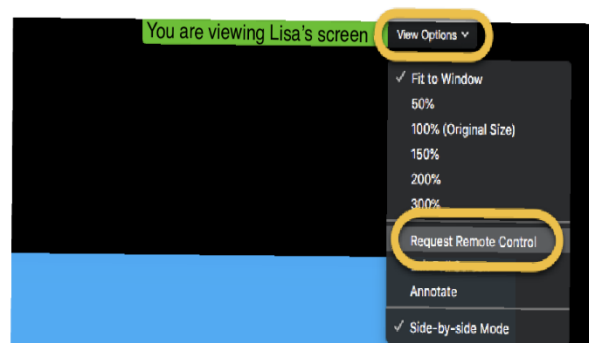 You are viewing Lisa's screen View Options
✓ Fit to Window
50%
100% (Original Size)
150%
200%
300%
Request Remote Control
Annotate
✓ Side-by-side Mode